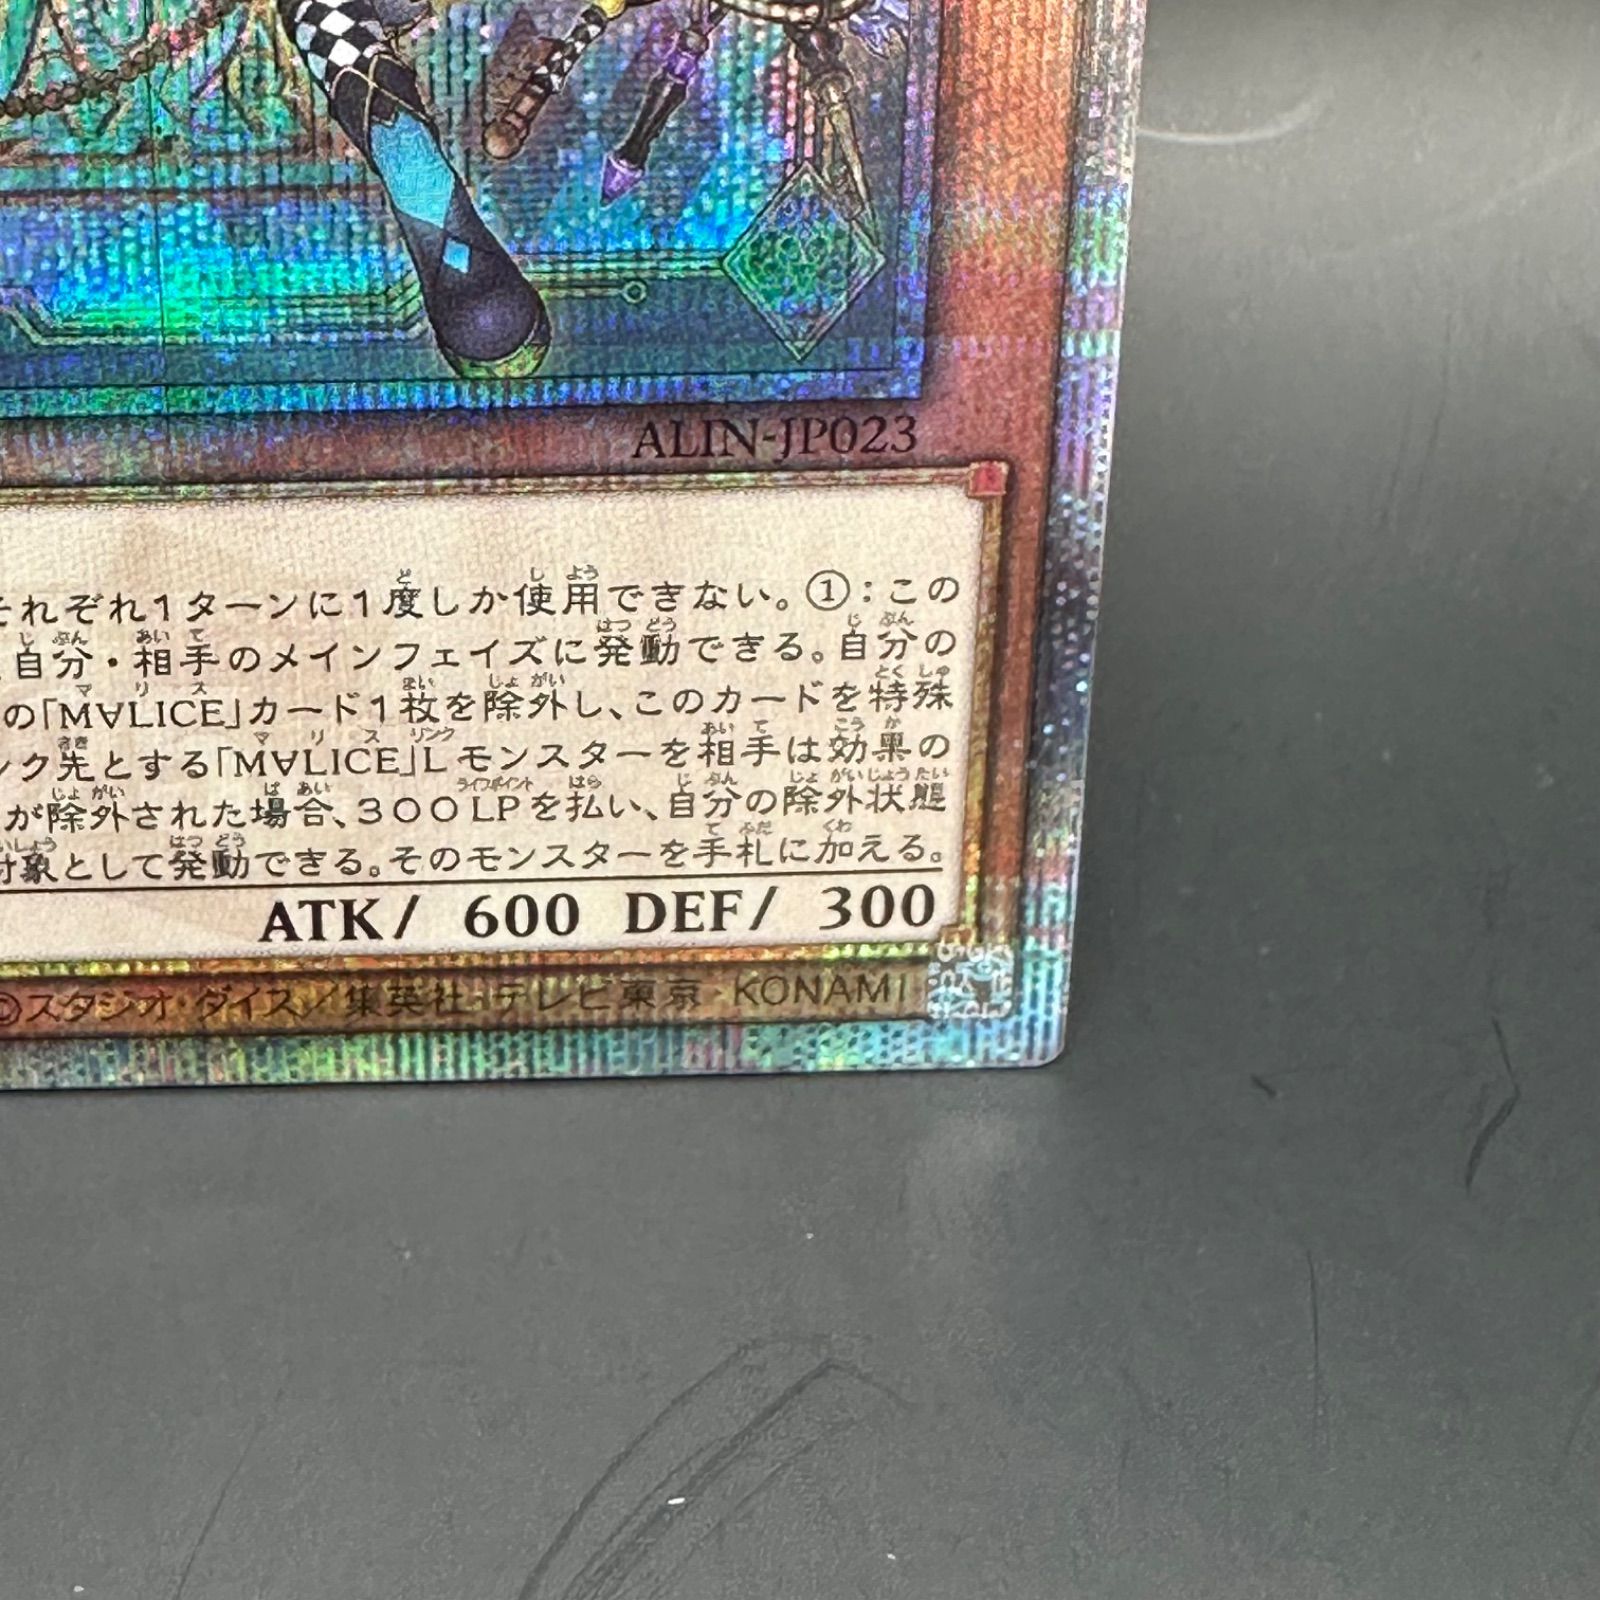 ALIN-JP023
それぞれ1ターンに1度しか使用できない。①:この
自分・相手のメインフェイズに発動できる。自分の
の「M∀LICE」カード1枚を除外し、このカードを特殊
ンク先とする「M∀LICE」Lモンスターを相手は効果の
が除外された場合、300LPを払い、自分の除外状態
対象として発動できる。そのモンスターを手札に加える。
ATK/ 600 DEF/ 300
©スタジオ・ダイス/集英社・テレビ東京・KONAMI